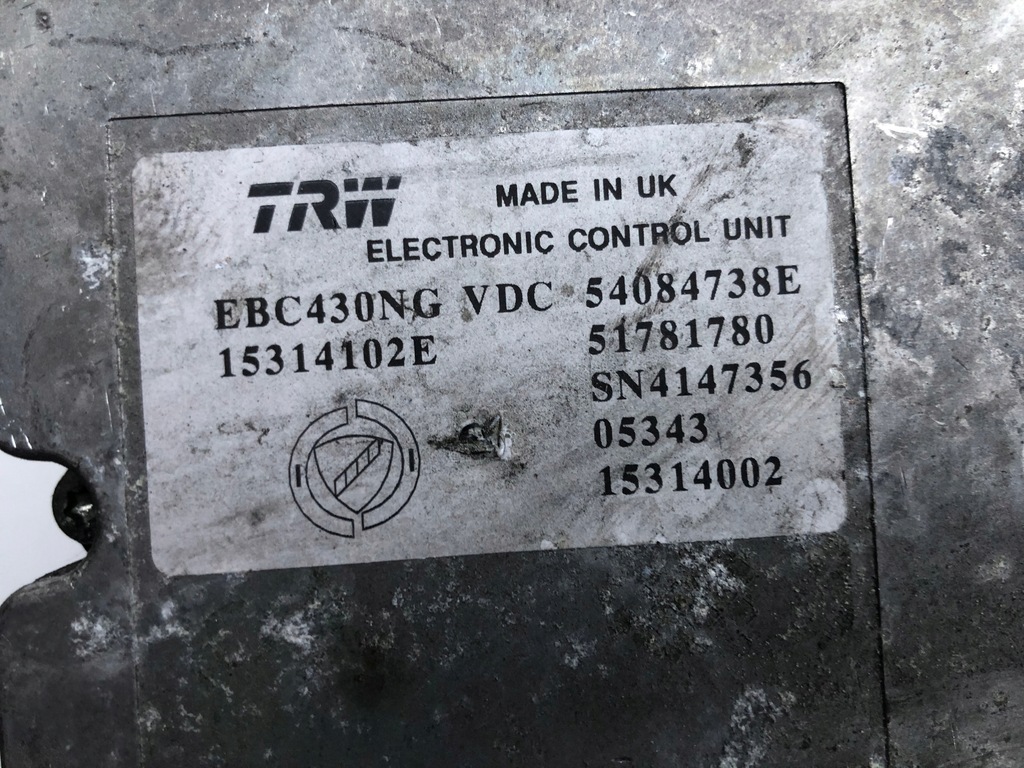 TRW MADE IN UK
ELECTRONIC CONTROL UNIT
EBC430NG VDC 54084738E
15314102E 51781780
SN4147356
05343
15314002